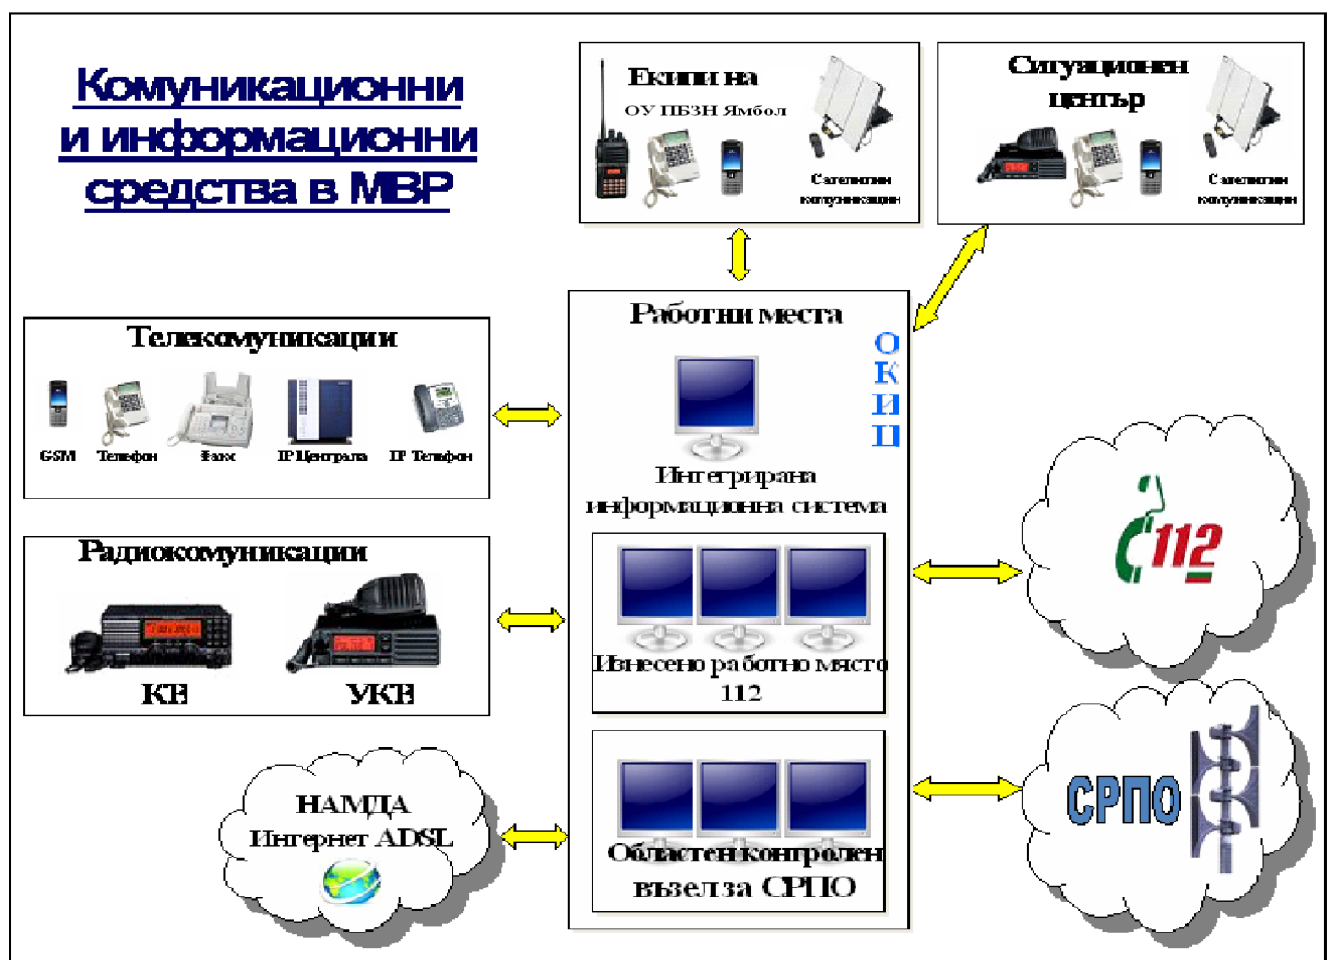 Комуникационни
и информационни
средства в МВР
Екипи на
ОУ ПБЗН Ямбол
Сателитни
комуникации
Ситуационен
център
Сателитни
комуникации
Телекомуникации
GSM
Телефон
Факс
IP Централа
IP Телефон
Работни места
ОКИЦ
Интегрирана
информационна система
Радиокомуникации
КВ
УКВ
Изнесено работно място
112
112
НАМДА
Интернет ADSL
Областен контролен
възел за СРПО
СРПО